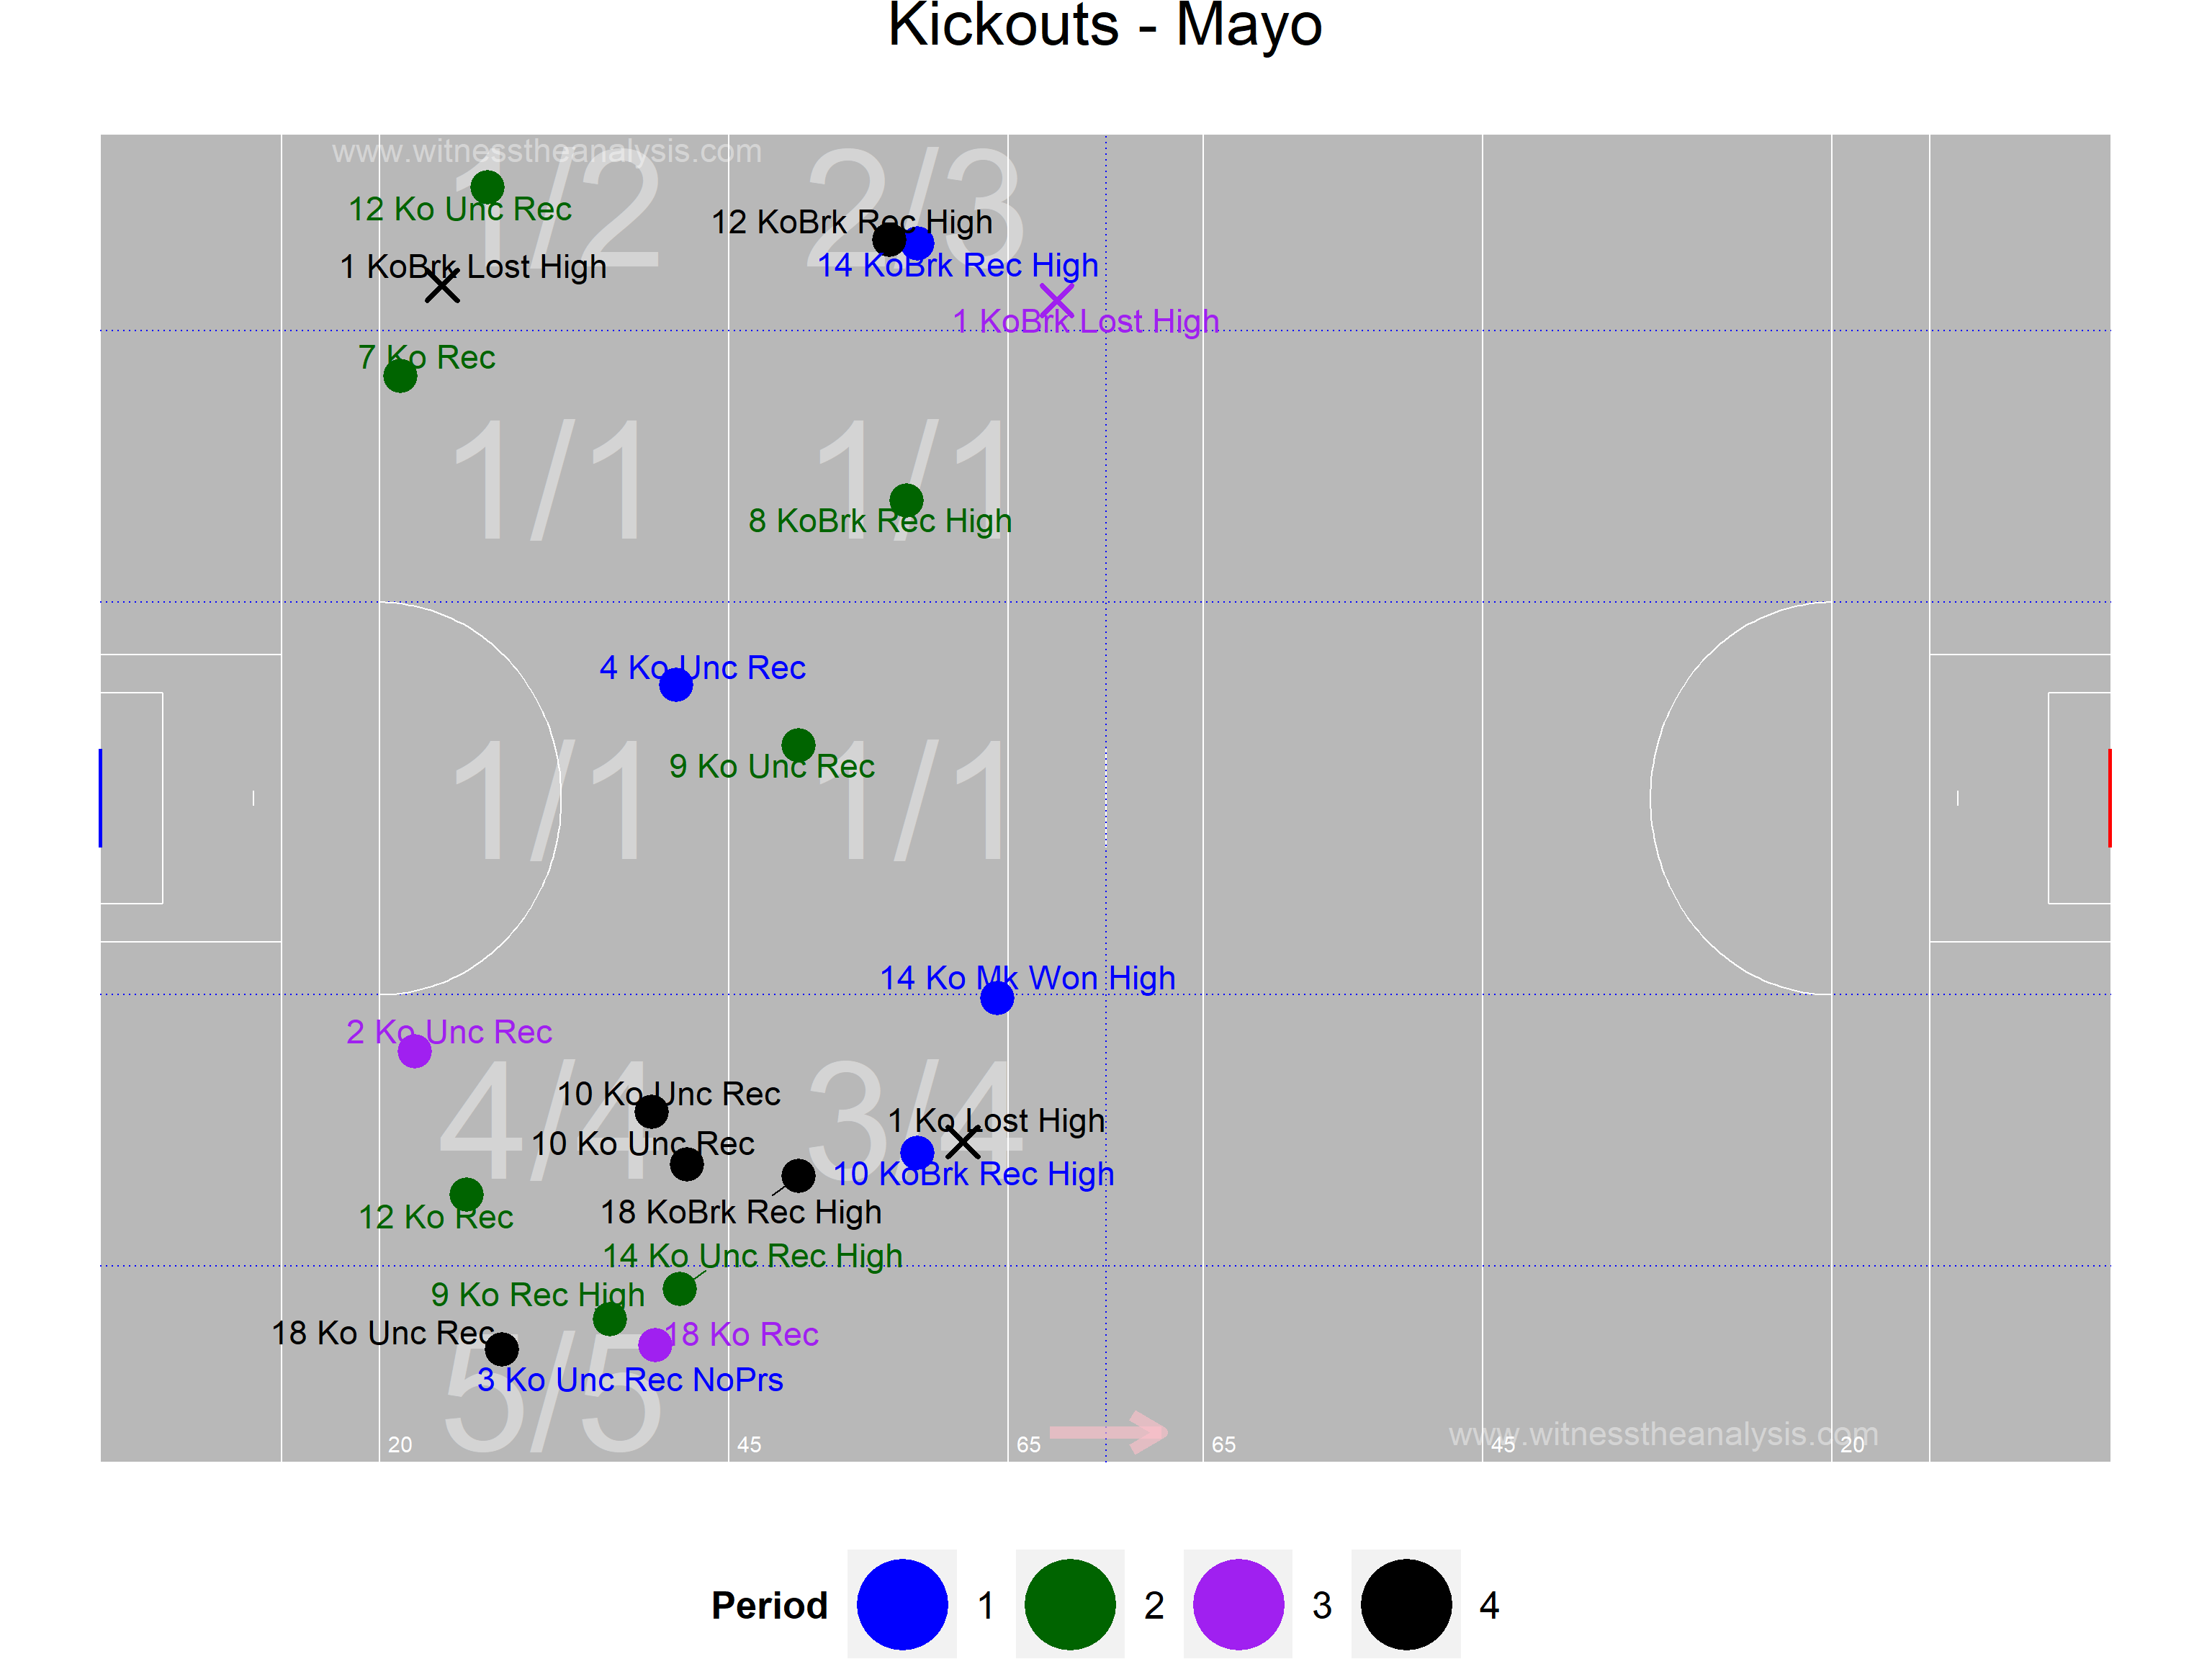 Kickouts - Mayo
www.witnesstheanalysis.com
1/2
2/3
12 Ko Unc Rec
12 KoBrk Rec High
1 KoBrk Lost High
14 KoBrk Rec High
1 KoBrk Lost High
7 Ko Rec
1/1
1/1
8 KoBrk Rec High
4 Ko Unc Rec
9 Ko Unc Rec
1/1
1/1
14 Ko Mk Won High
2 Ko Unc Rec
10 Ko Unc Rec
4/4
3/4
1 Ko Lost High
10 Ko Unc Rec
10 KoBrk Rec High
18 KoBrk Rec High
12 Ko Rec
14 Ko Unc Rec High
9 Ko Rec High
18 Ko Unc Rec
18 Ko Rec
3 Ko Unc Rec NoPrs
5/5
20
45
65
65
45
20
www.witnesstheanalysis.com
Period 1 2 3 4